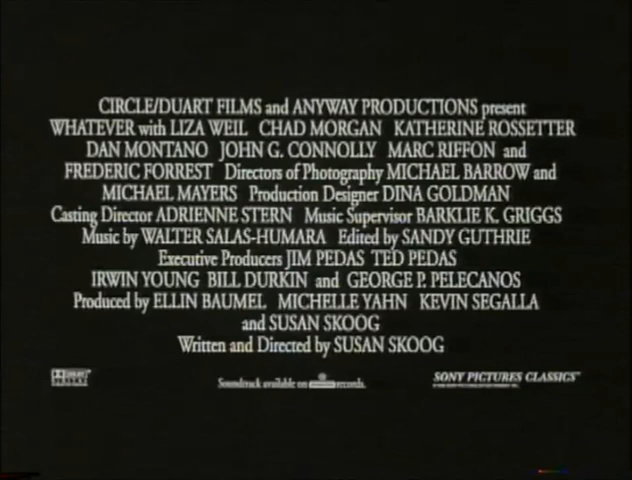 CIRCLE/DUART FILMS and ANYWAY PRODUCTIONS present
WHATEVER with LIZA WEIL CHAD MORGAN KATHERINE ROSSETTER
DAN MONTANO JOHN G. CONNOLLY MARC RIFFON and
FREDERIC FORREST Directors of Photography MICHAEL BARROW and
MICHAEL MAYERS Production Designer DINA GOLDMAN
Casting Director ADRIENNE STERN Music Supervisor BARKLIE K. GRIGGS
Music by WALTER SALAS-HUMARA Edited by SANDY GUTHRIE
Executive Producers JIM PEDAS TED PEDAS
IRWIN YOUNG BILL DURKIN and GEORGE P. PELECANOS
Produced by ELLIN BAUMEL MICHELLE YAHN KEVIN SEGALLA
and SUSAN SKOOG
Written and Directed by SUSAN SKOOG
DOLBY DIGITAL
Soundtrack available on records.
SONY PICTURES CLASSICS™